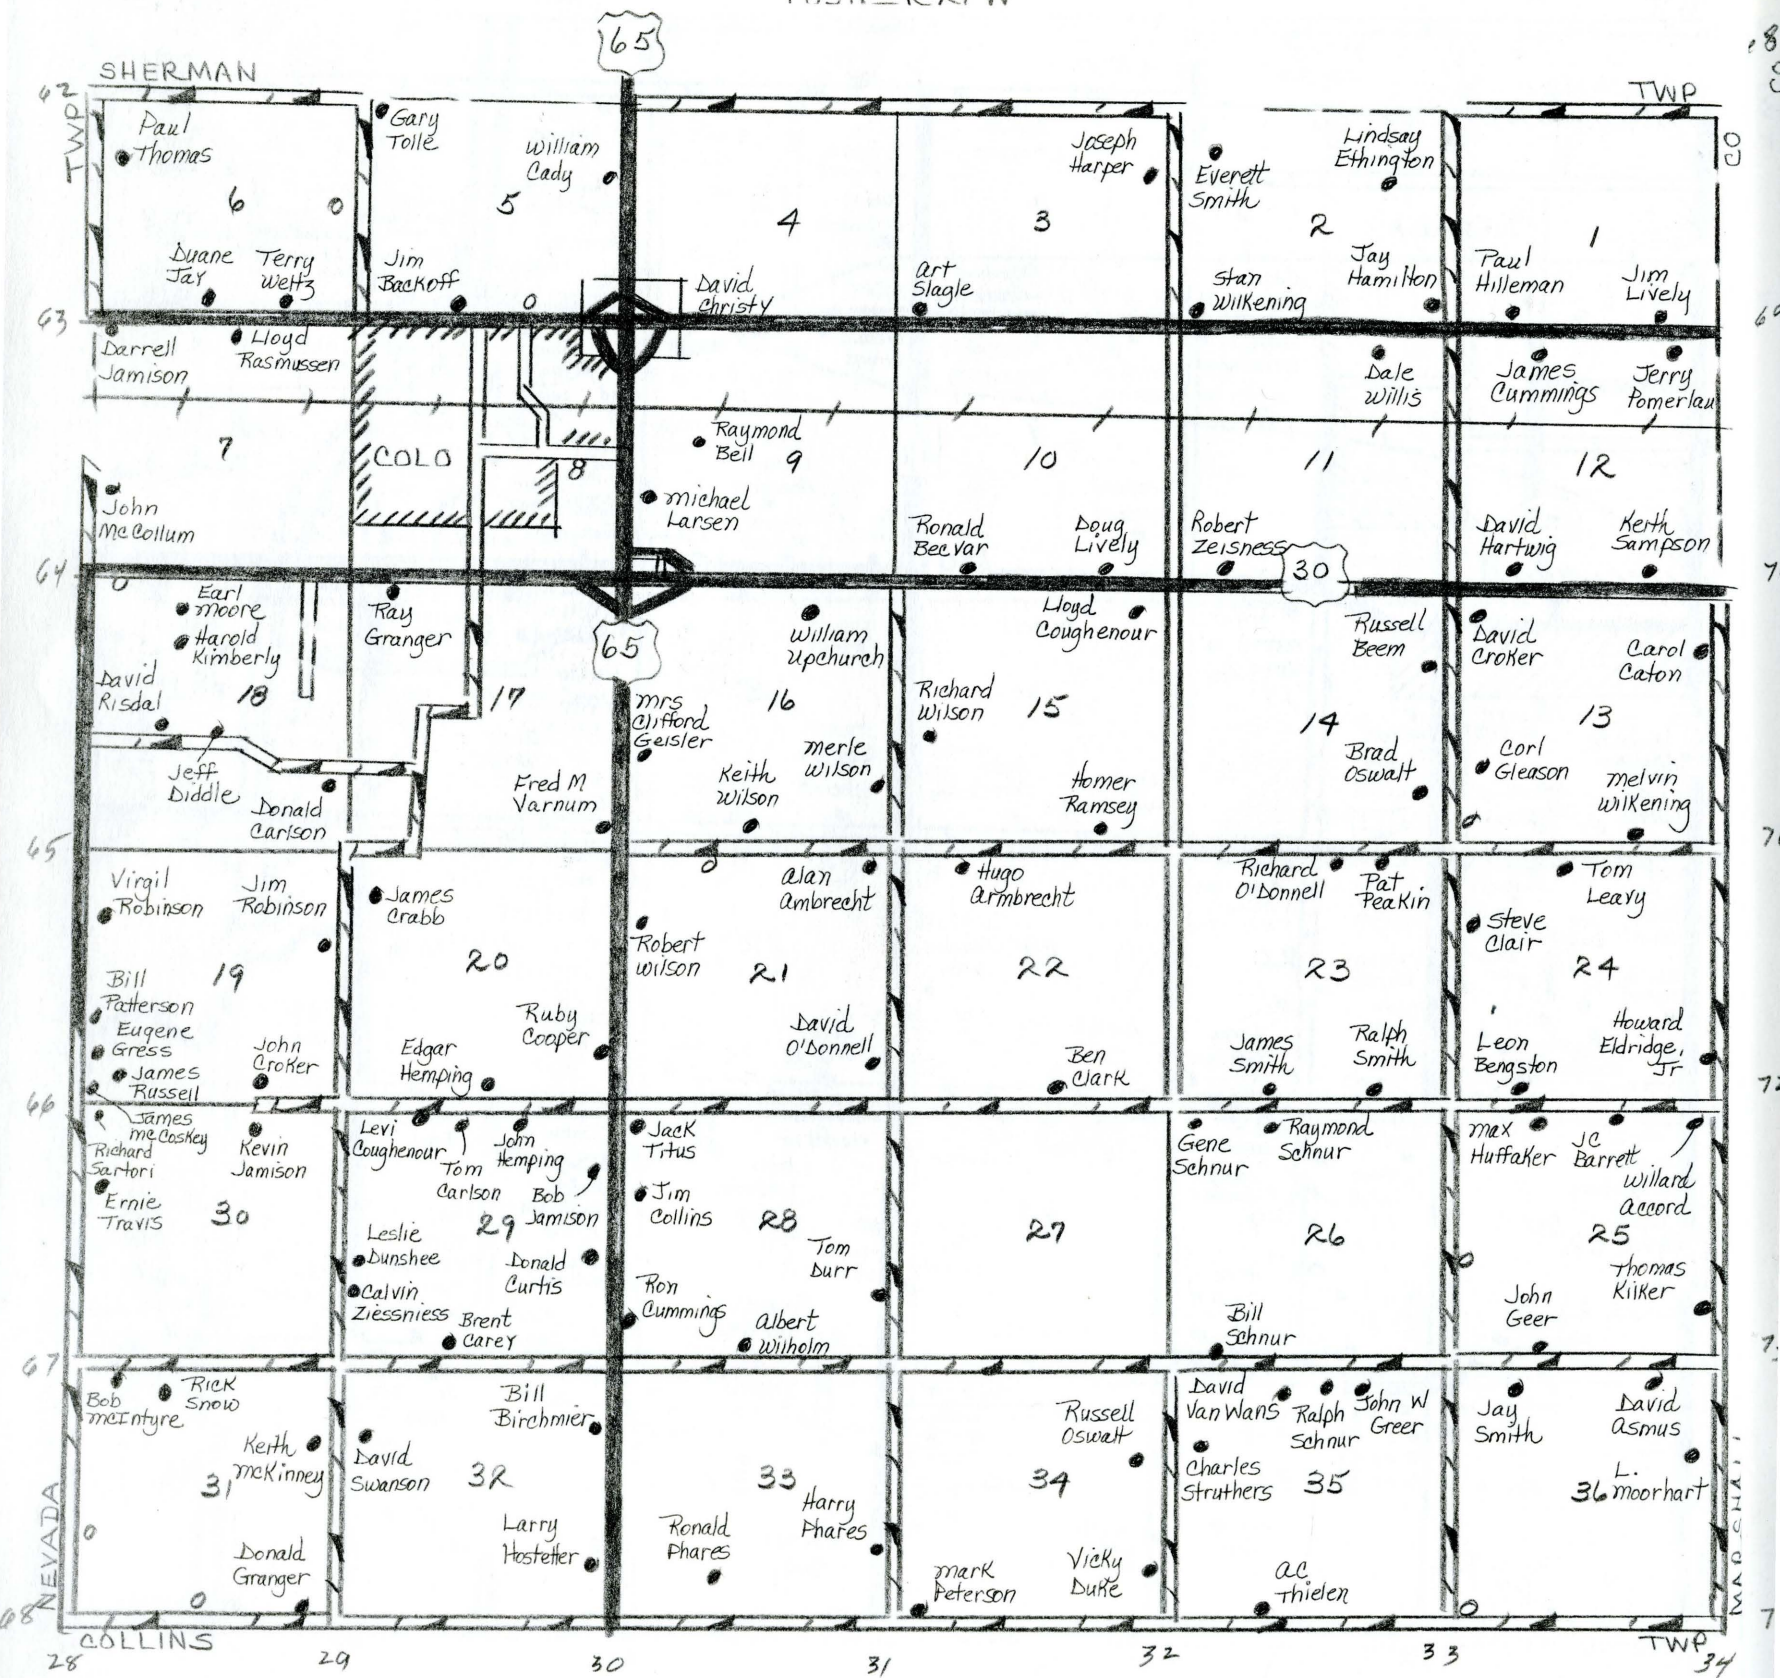 65
SHERMAN
TWP
62
TWP
CO
Paul
Thomas
6
Gary
Tolle
William
Cady
5
4
Joseph
Harper
3
Everett
Smith
Lindsay
Ethington
2
1
Duane
Jay
Terry
Weltz
Jim
Backoff
David
Christy
Art
Slagle
Stan
Wilkening
Jay
Hamilton
Paul
Hilleman
Jim
Lively
63
Darrell
Jamison
Lloyd
Rasmussen
Dale
Willis
James
Cummings
Jerry
Pomerlau
7
COLO
8
Raymond
Bell
9
10
11
12
John
McCollum
Michael
Larsen
Ronald
Becvar
Doug
Lively
Robert
Zeisness
David
Hartwig
Keith
Sampson
64
30
Earl
Moore
Harold
Kimberly
Ray
Granger
65
William
Upchurch
Lloyd
Coughenour
Russell
Beem
David
Croker
Carol
Caton
David
Risdal
18
17
Mrs
Clifford
Geisler
16
Richard
Wilson
15
14
13
Jeff
Diddle
Donald
Carlson
Fred M
Varnum
Keith
Wilson
Merle
Wilson
Homer
Ramsey
Brad
Oswalt
Corl
Gleason
Melvin
Wilkening
65
Virgil
Robinson
Jim
Robinson
James
Crabb
Robert
Wilson
Alan
Ambrecht
Hugo
Armbrecht
Richard
O'Donnell
Pat
Peakin
Tom
Leavy
Steve
Clair
19
20
21
22
23
24
Bill
Patterson
Eugene
Gress
James
Russell
John
Croker
Edgar
Hemping
Ruby
Cooper
David
O'Donnell
Ben
Clark
James
Smith
Ralph
Smith
Leon
Bengston
Howard
Eldridge,
Jr
66
James
McCoskey
Richard
Sartori
Ernie
Travis
Kevin
Jamison
30
Levi
Coughenour
Tom
Carlson
John
Hemping
Bob
Jamison
29
Leslie
Dunshee
Donald
Curtis
Calvin
Ziessniess
Brent
Carey
Jack
Titus
Jim
Collins
28
Tom
Durr
Ron
Cummings
Albert
Wilholm
27
Gene
Schnur
Raymond
Schnur
26
Bill
Schnur
Max
Huffaker
JC
Barrett
Willard
Accord
25
Thomas
Kilker
John
Geer
67
Bob
McIntyre
Rick
Snow
Keith
McKinney
31
Donald
Granger
David
Swanson
Bill
Birchmier
32
Larry
Hostetter
33
Harry
Phares
Ronald
Phares
Russell
Oswalt
34
Mark
Peterson
Vicky
Duke
David
VanWans
Ralph
Schnur
John W
Greer
Charles
Struthers
35
AC
Thielen
Jay
Smith
David
Asmus
L.
Moorhart
36
NEVADA
68
COLLINS
TWP
28
29
30
31
32
33
34